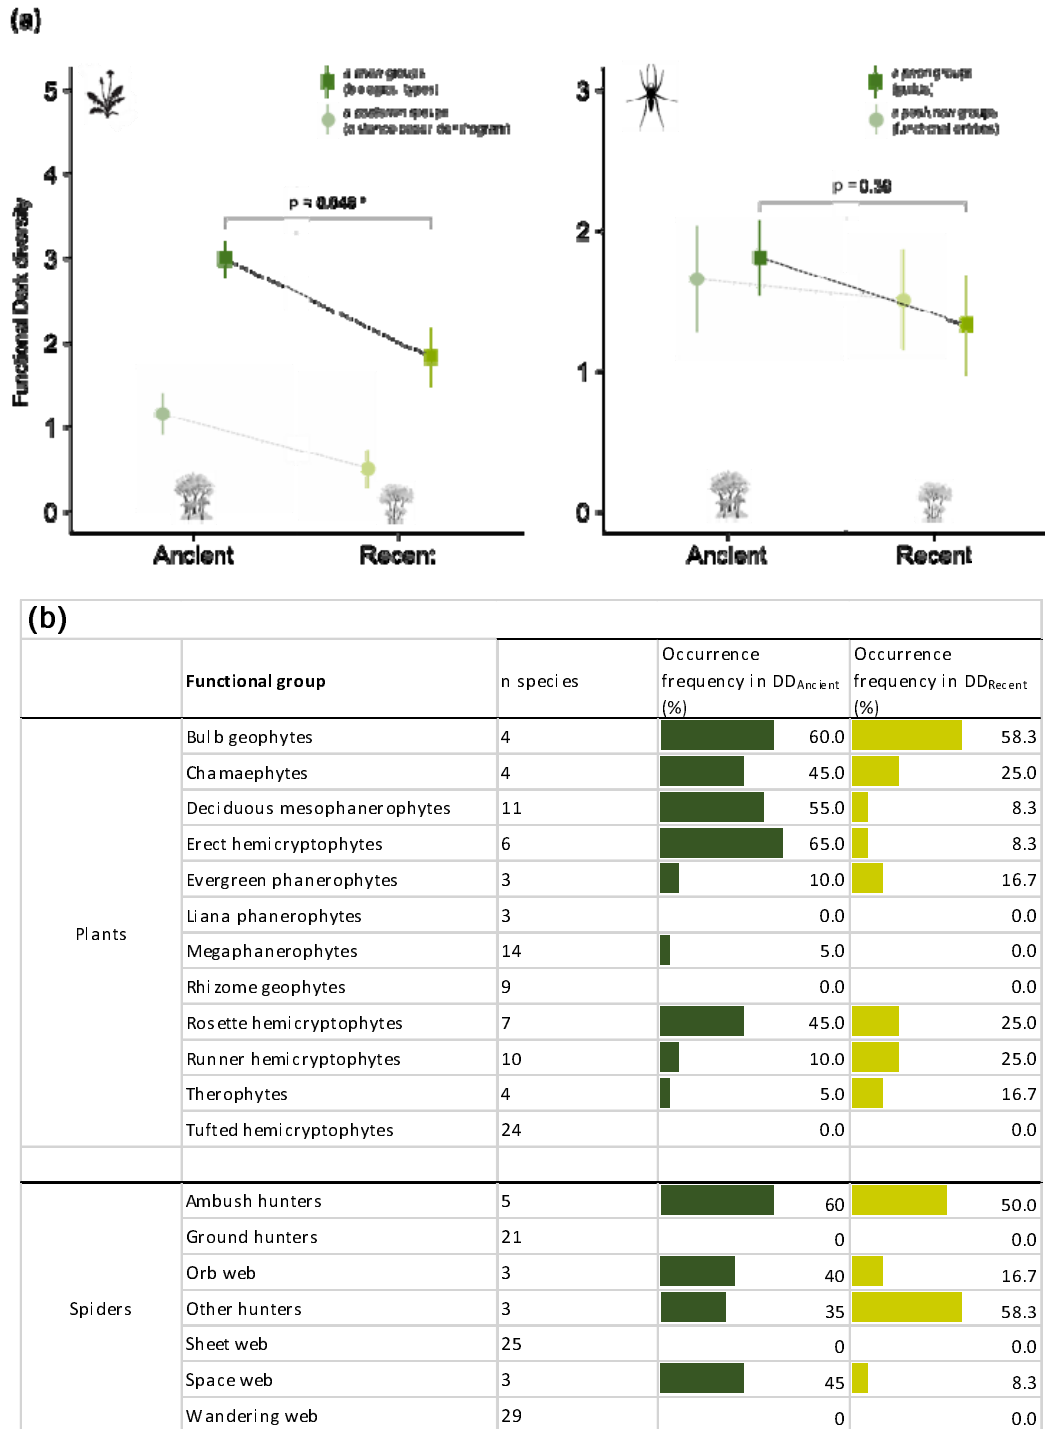 (a)
Functional Dark diversity
5
4
3
2
1
0
p = 0.048 *
Ancient
Recent
3
2
1
0
p =
Ancient
Recent
(b)
Functional group
n species
Occurrence frequency in DD Ancient (%)
Occurrence frequency in DD Recent (%)
Plants
Bulb geophytes 4 60.0 58.3
Chamaephytes 4 45.0 25.0
Deciduous mesophanerophytes 11 55.0 8.3
Erect hemicryptophytes 6 65.0 8.3
Evergreen phanerophytes 3 10.0 16.7
Liana phanerophytes 3 0.0 0.0
Megaphanerophytes 14 5.0 0.0
Rhizome geophytes 9 0.0 0.0
Rosette hemicryptophytes 7 45.0 25.0
Runner hemicryptophytes 10 10.0 25.0
Therophytes 4 5.0 16.7
Tufted hemicryptophytes 24 0.0 0.0
Spiders
Ambush hunters 5 60 50.0
Ground hunters 21 0 0.0
Orb web 3 40 16.7
Other hunters 3 35 58.3
Sheet web 25 0 0.0
Space web 3 45 8.3
Wandering web 29 0 0.0